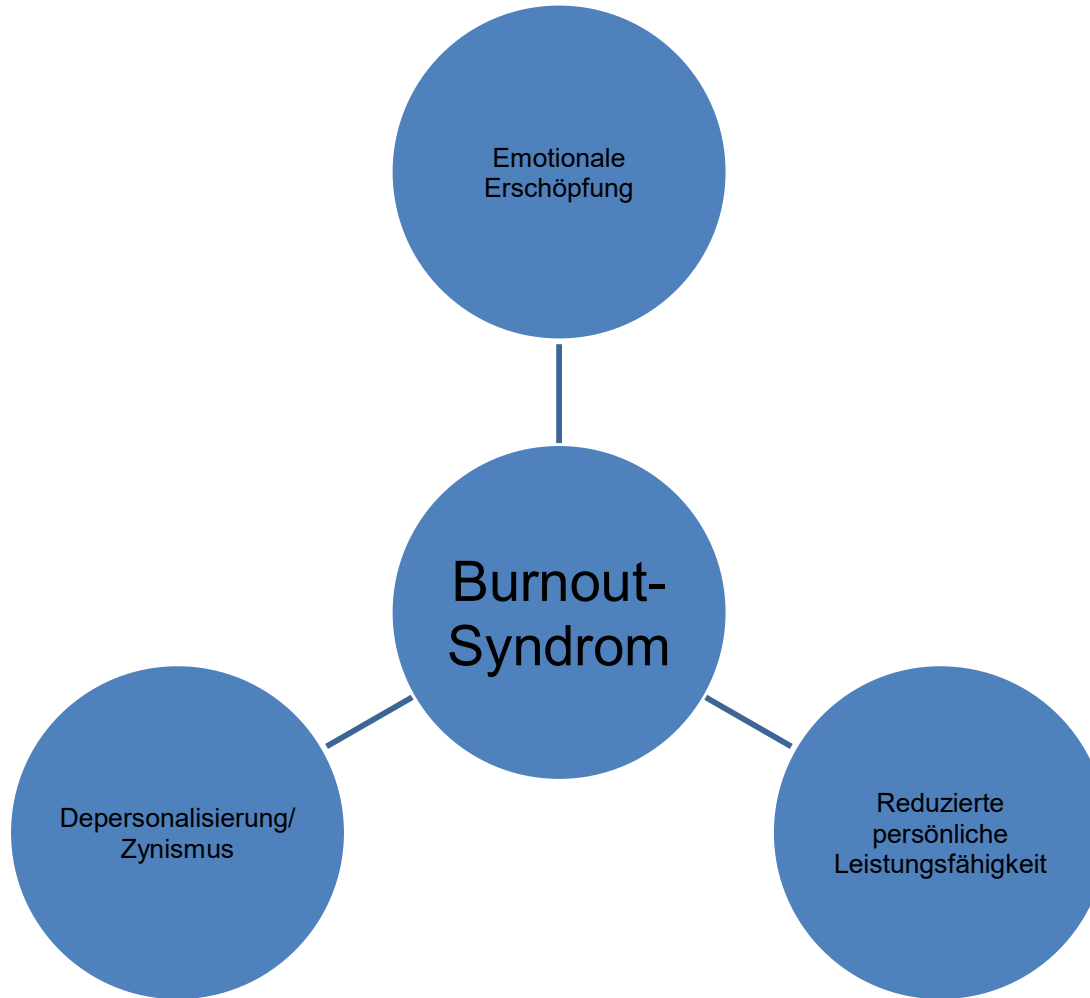 Emotionale
Erschöpfung
Burnout-
Syndrom
Depersonalisierung/
Zynismus
Reduzierte
persönliche
Leistungsfähigkeit